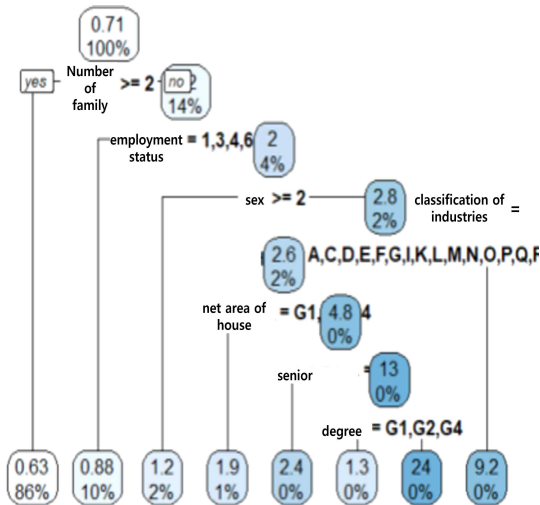 0.71
100%
yes
Number
of
family
>= 2
no
2
14%
employment
status
= 1,3,4,6
2
4%
sex >= 2
2.8
2%
classification of
industries
=
2.6
2%
A,C,D,E,F,G,I,K,L,M,N,O,P,Q,R
net area of
house
= G1,
4.8
0%
4
senior
=
13
0%
degree = G1,G2,G4
0.63
86%
0.88
10%
1.2
2%
1.9
1%
2.4
0%
1.3
0%
24
0%
9.2
0%